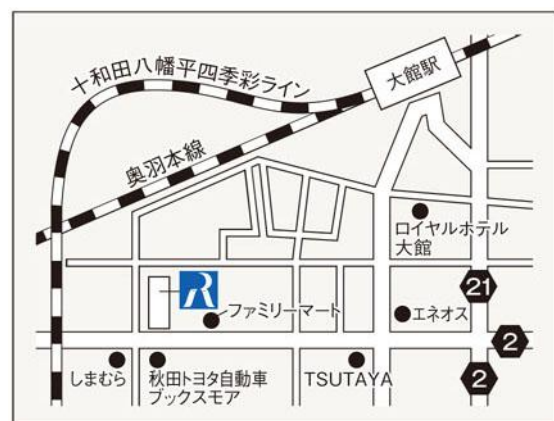 十和田八幡平四季彩ライン
大館駅
奥羽本線
ロイヤルホテル
大館
21
R
ファミリーマート
エネオス
2
しまむら
秋田トヨタ自動車
ブックスモア
TSUTAYA
2